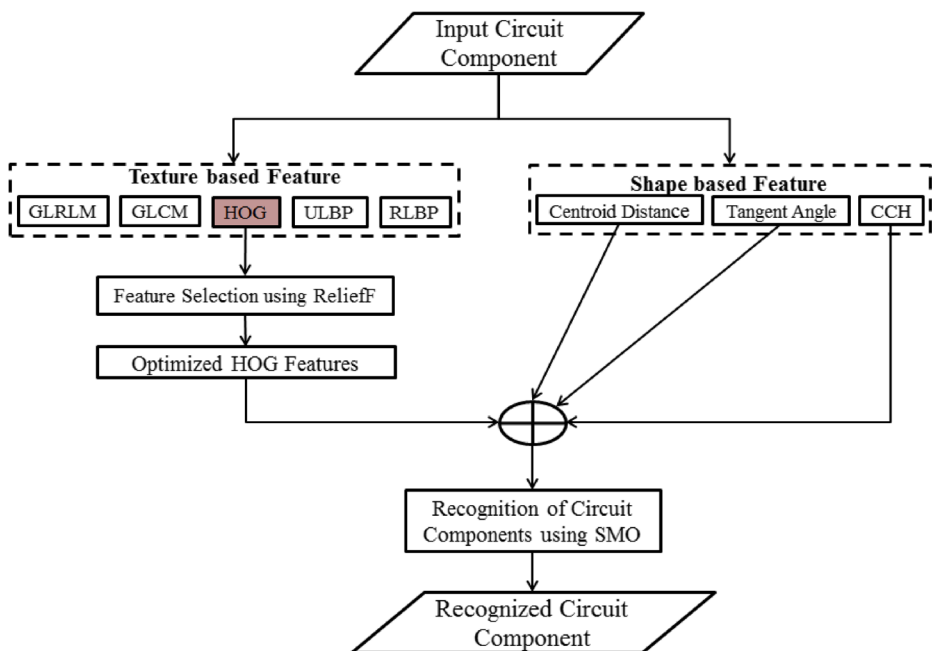 Input Circuit
Component
Texture based Feature
GLRLM
GLCM
HOG
ULBP
RLBP
Shape based Feature
Centroid Distance
Tangent Angle
CCH
Feature Selection using ReliefF
Optimized HOG Features
Recognition of Circuit
Components using SMO
Recognized Circuit
Component